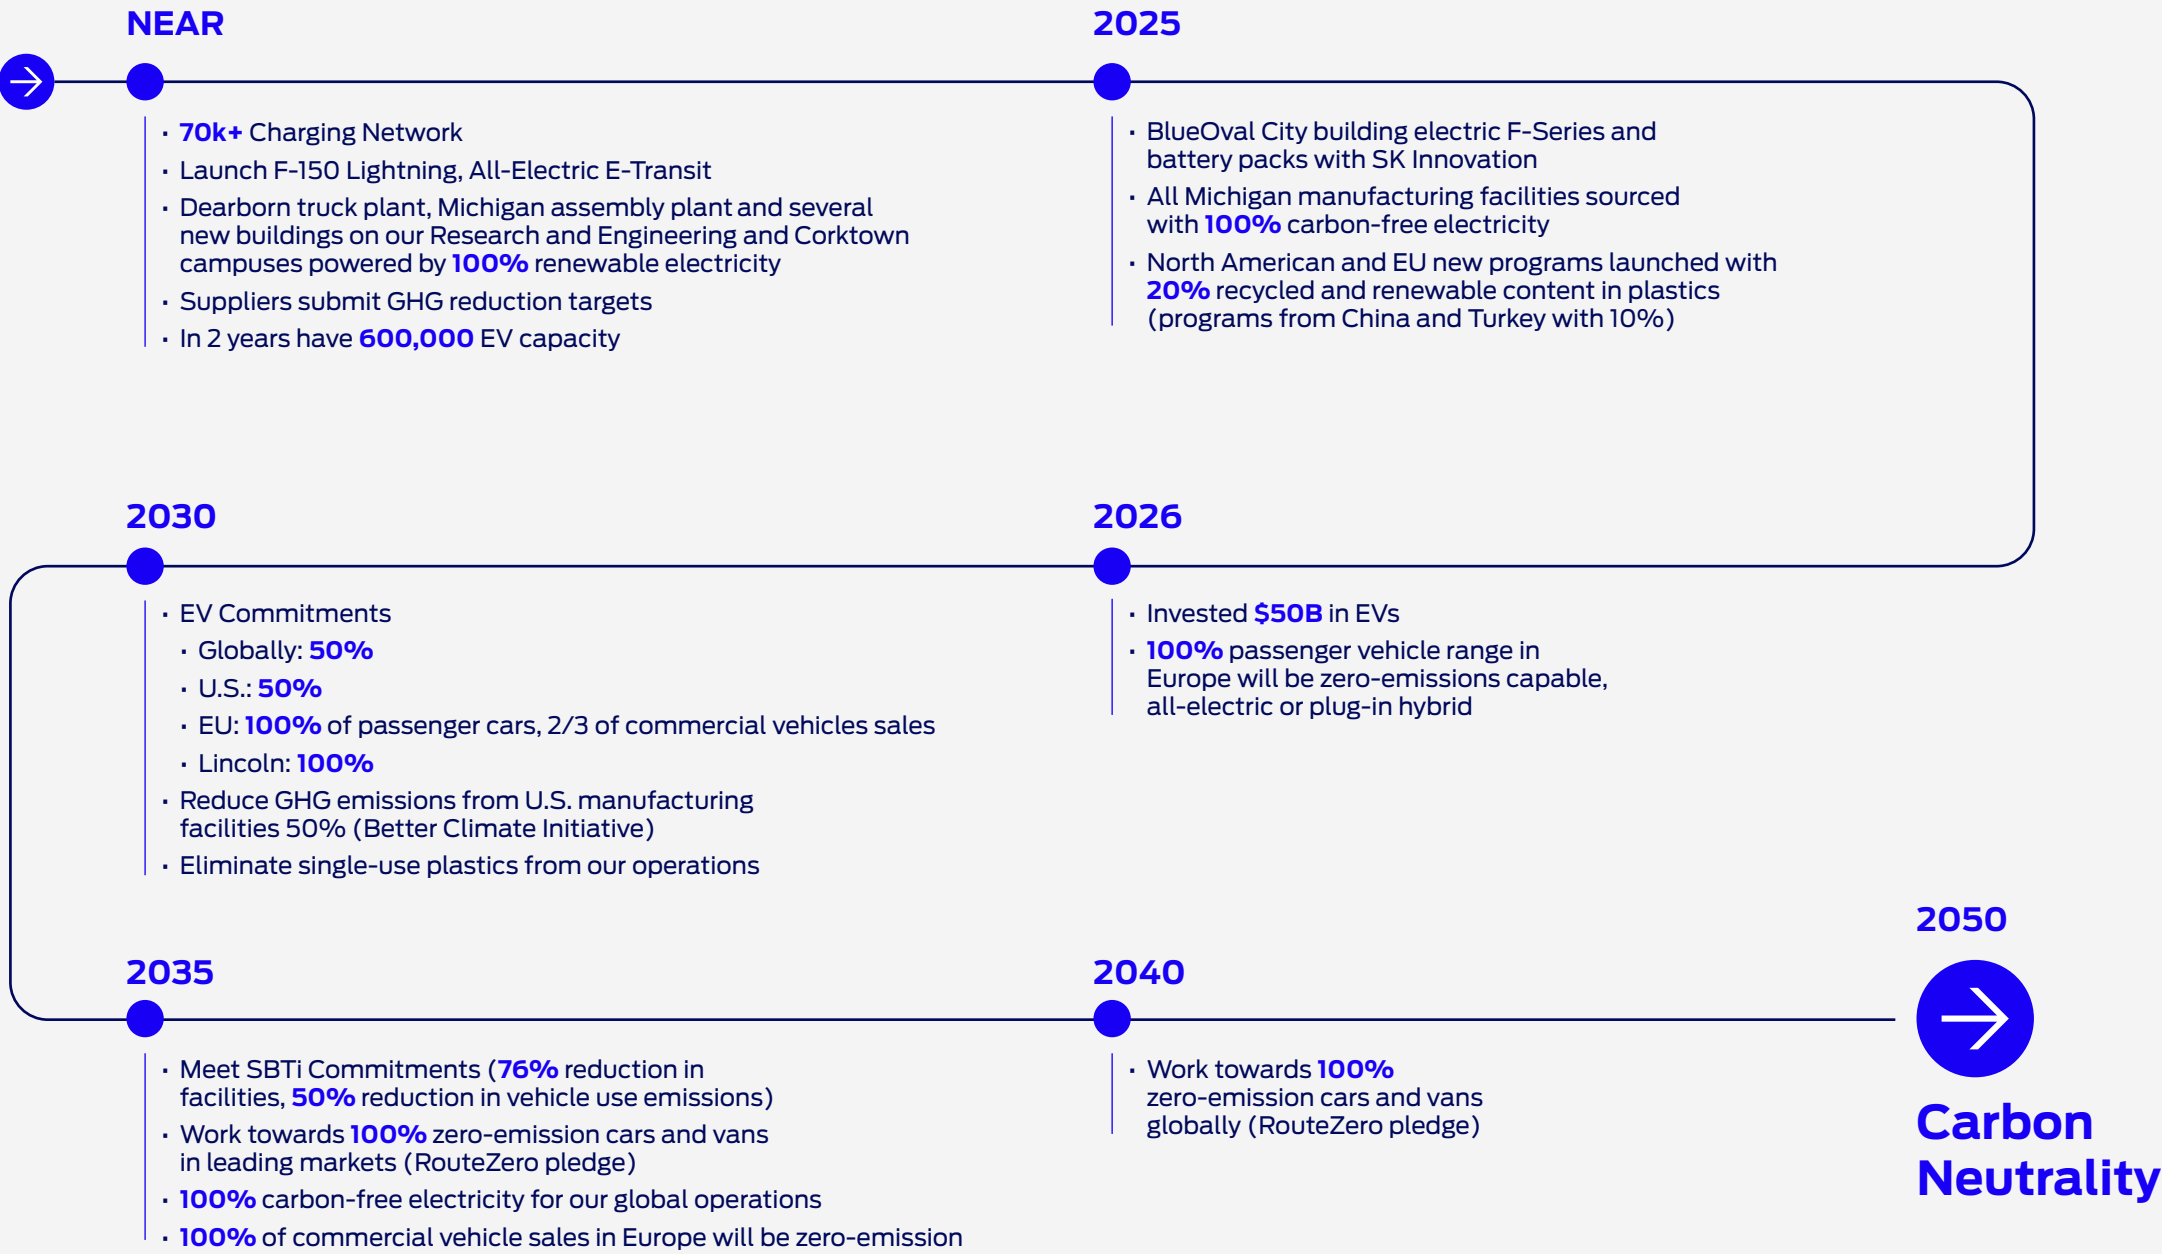 NEAR
· 70k+ Charging Network
· Launch F-150 Lightning, All-Electric E-Transit
· Dearborn truck plant, Michigan assembly plant and several
new buildings on our Research and Engineering and Corktown
campuses powered by 100% renewable electricity
· Suppliers submit GHG reduction targets
· In 2 years have 600,000 EV capacity
2025
· BlueOval City building electric F-Series and
battery packs with SK Innovation
· All Michigan manufacturing facilities sourced
with 100% carbon-free electricity
· North American and EU new programs launched with
20% recycled and renewable content in plastics
(programs from China and Turkey with 10%)
2026
· Invested $50B in EVs
· 100% passenger vehicle range in
Europe will be zero-emissions capable,
all-electric or plug-in hybrid
2030
· EV Commitments
· Globally: 50%
· U.S.: 50%
· EU: 100% of passenger cars, 2/3 of commercial vehicles sales
· Lincoln: 100%
· Reduce GHG emissions from U.S. manufacturing
facilities 50% (Better Climate Initiative)
· Eliminate single-use plastics from our operations
2035
· Meet SBTi Commitments (76% reduction in
facilities, 50% reduction in vehicle use emissions)
· Work towards 100% zero-emission cars and vans
in leading markets (RouteZero pledge)
· 100% carbon-free electricity for our global operations
· 100% of commercial vehicle sales in Europe will be zero-emission
2040
· Work towards 100%
zero-emission cars and vans
globally (RouteZero pledge)
2050
Carbon
Neutrality